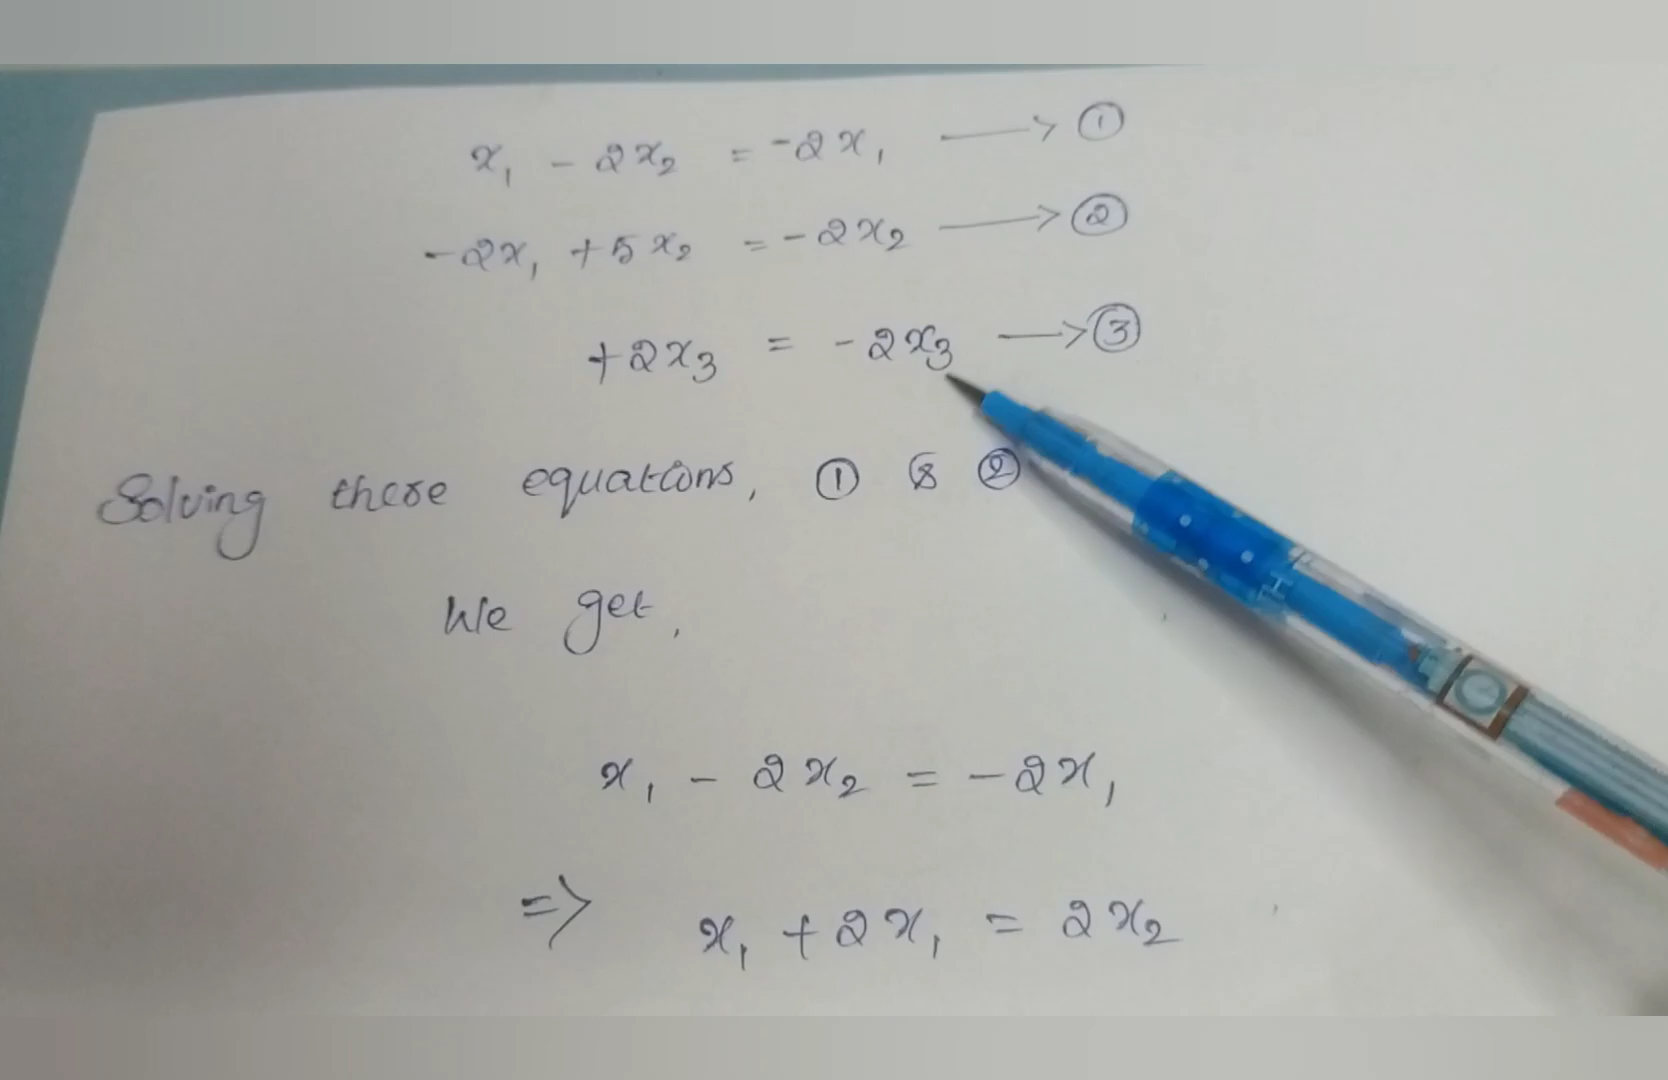 x₁ - 2x₂ = -2x₁ ⟶ ①
-2x₁ + 5x₂ = -2x₂ ⟶ ②
+2x₃ = -2x₃ ⟶ ③
Solving these equations, ① & ②
We get,
x₁ - 2x₂ = -2x₁
=> x₁ + 2x₁ = 2x₂